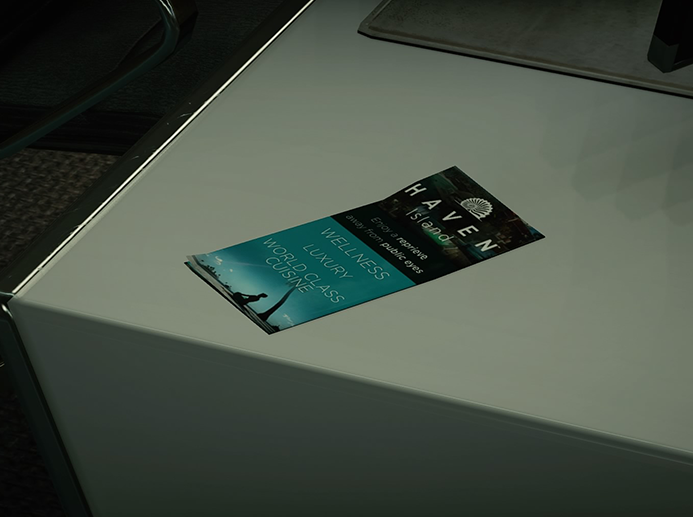 HAVEN
Island
Enjoy a reprieve
away from public eyes
WELLNESS
LUXURY
WORLD CLASS
CUISINE